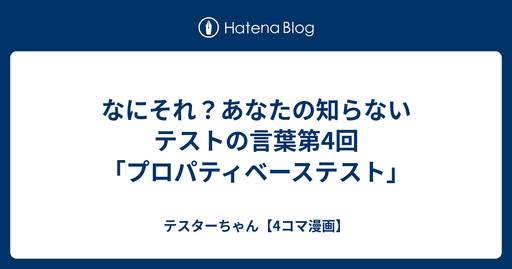 Hatena Blog
なにそれ？あなたの知らない
テストの言葉第4回
「プロパティベーステスト」
テスターちゃん【4コマ漫画】